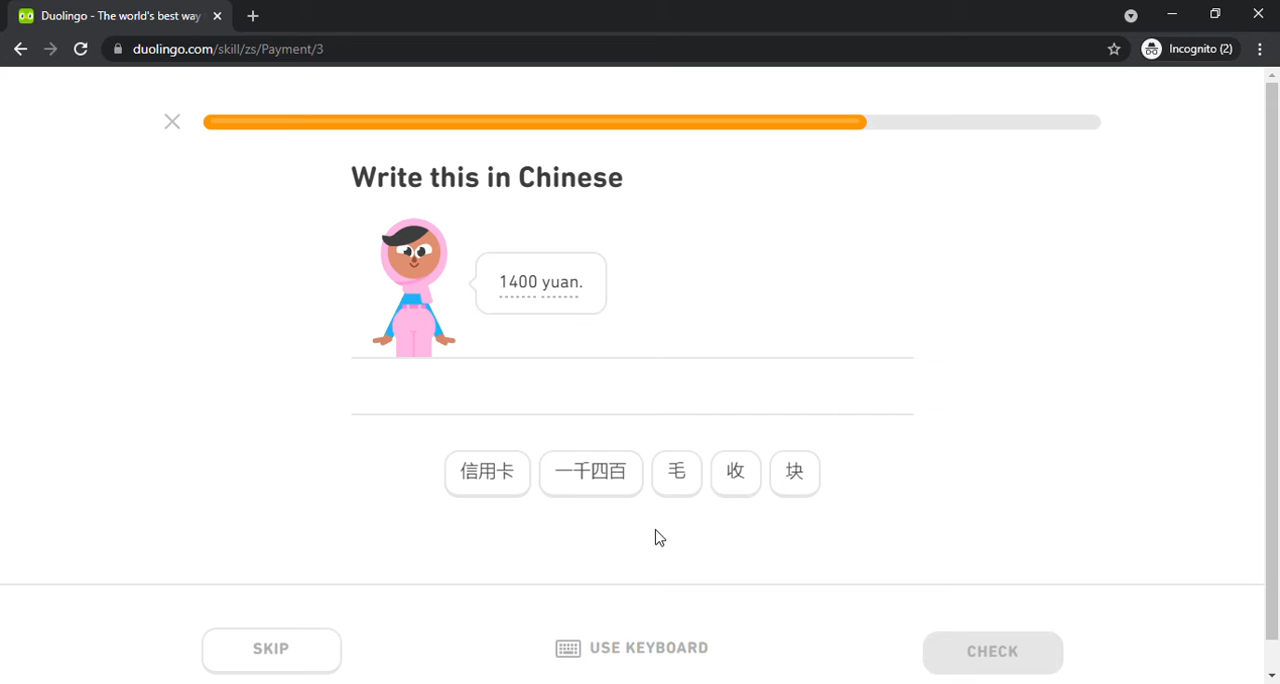 Duolingo - The world's best way
duolingo.com/skill/zs/Payment/3
Incognito (2)
Write this in Chinese
1400 yuan.
信用卡 一千四百 毛 收 块
SKIP
USE KEYBOARD
CHECK